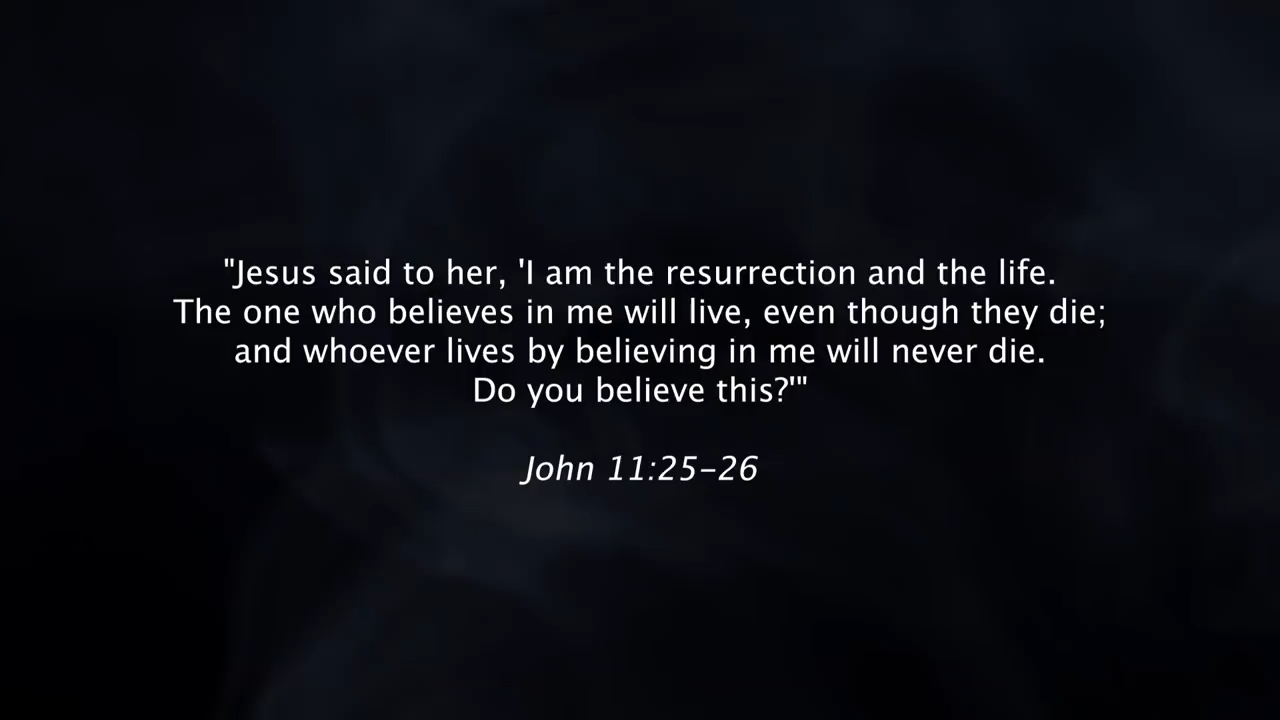 "Jesus said to her, 'I am the resurrection and the life.
The one who believes in me will live, even though they die;
and whoever lives by believing in me will never die.
Do you believe this?'"
John 11:25–26